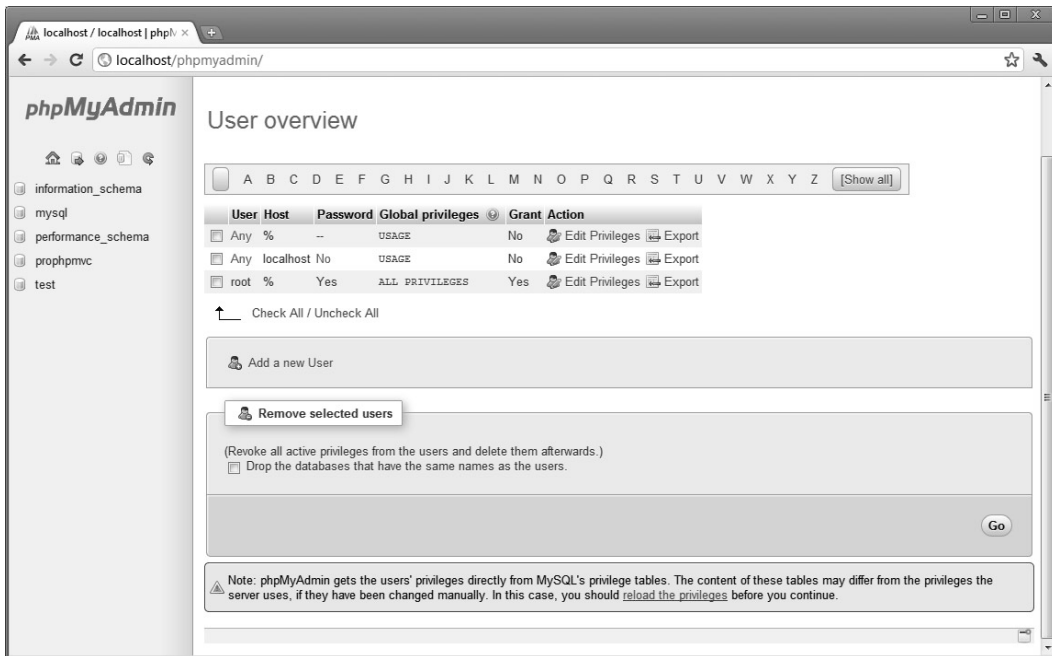 localhost / localhost | phpM
localhost/phpmyadmin/
phpMyAdmin
information_schema
mysql
performance_schema
prophpmvc
test
User overview
A B C D E F G H I J K L M N O P Q R S T U V W X Y Z [Show all]
User Host Password Global privileges Grant Action
Any % -- USAGE No Edit Privileges Export
Any localhost No USAGE No Edit Privileges Export
root % Yes ALL PRIVILEGES Yes Edit Privileges Export
Check All / Uncheck All
Add a new User
Remove selected users
(Revoke all active privileges from the users and delete them afterwards.)
Drop the databases that have the same names as the users.
Go
Note: phpMyAdmin gets the users' privileges directly from MySQL's privilege tables. The content of these tables may differ from the privileges the
server uses, if they have been changed manually. In this case, you should reload the privileges before you continue.